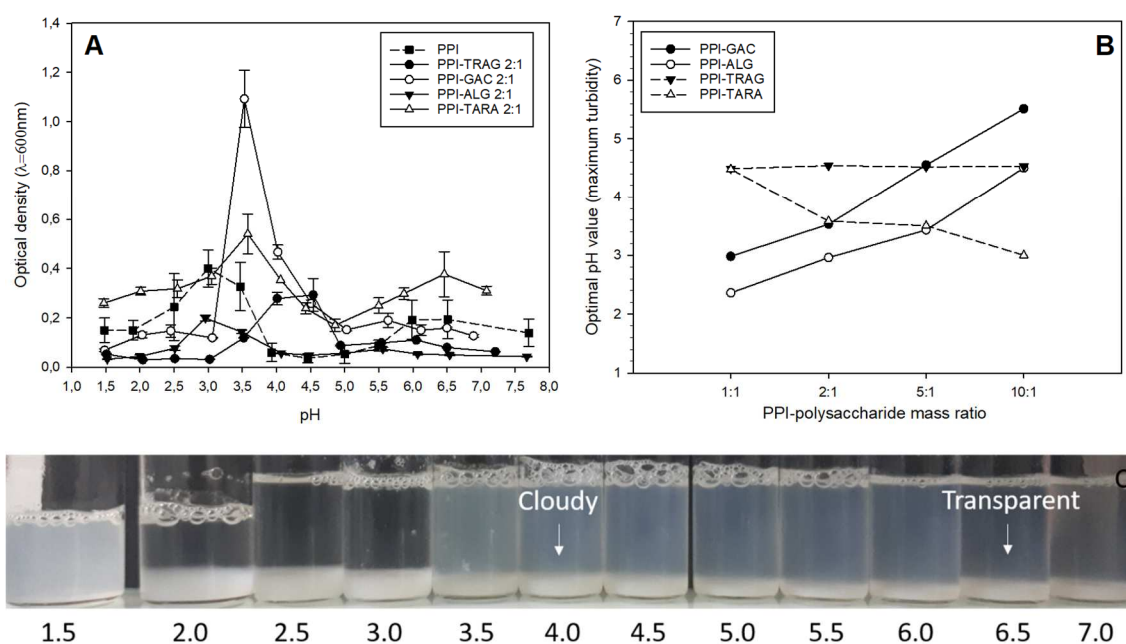 A
Optical density (λ=600nm)
1,4
1,2
1,0
0,8
0,6
0,4
0,2
0,0
PPI
PPI-TRAG 2:1
PPI-GAC 2:1
PPI-ALG 2:1
PPI-TARA 2:1
1,0 1,5 2,0 2,5 3,0 3,5 4,0 4,5 5,0 5,5 6,0 6,5 7,0 7,5 8,0
pH
B
Optimal pH value (maximum turbidity)
7
6
5
4
3
2
1
PPI-GAC
PPI-ALG
PPI-TRAG
PPI-TARA
1:1 2:1 5:1 10:1
PPI-polysaccharide mass ratio
C
Cloudy
Transparent
1.5 2.0 2.5 3.0 3.5 4.0 4.5 5.0 5.5 6.0 6.5 7.0